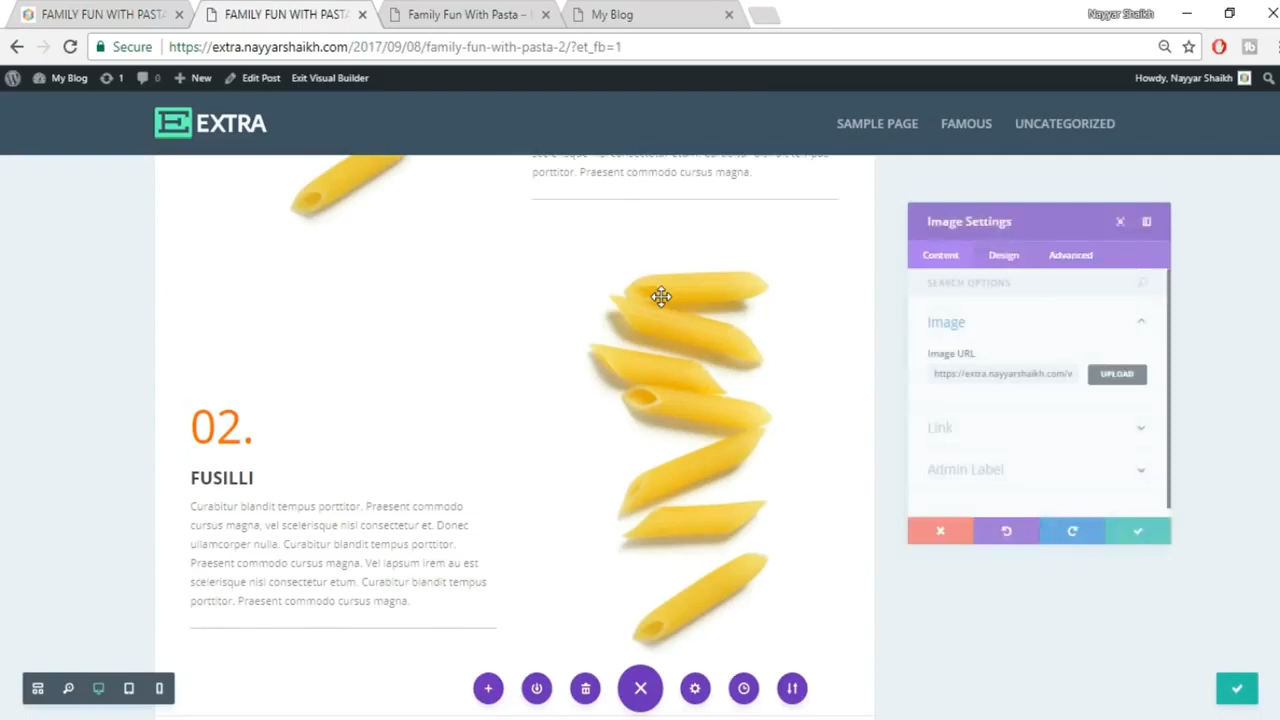 FAMILY FUN WITH PASTA
FAMILY FUN WITH PASTA
Family Fun With Pasta –
My Blog
Nayyar Shaikh
Secure
https://extra.nayyarshaikh.com/2017/09/08/family-fun-with-pasta-2/?et_fb=1
My Blog
1
0
New
Edit Post
Exit Visual Builder
Howdy, Nayyar Shaikh
EXTRA
SAMPLE PAGE
FAMOUS
UNCATEGORIZED
porttitor. Praesent commodo cursus magna.
Image Settings
Content
Design
Advanced
SEARCH OPTIONS
Image
Image URL
https://extra.nayyarshaikh.com/v
UPLOAD
Link
Admin Label
02.
FUSILLI
Curabitur blandit tempus porttitor. Praesent commodo
cursus magna, vel scelerisque nisl consectetur et. Donec
ullamcorper nulla. Curabitur blandit tempus porttitor.
Praesent commodo cursus magna. Vel lapsum irem au est
scelerisque nisl consectetur etum. Curabitur blandit tempus
porttitor. Praesent commodo cursus magna.